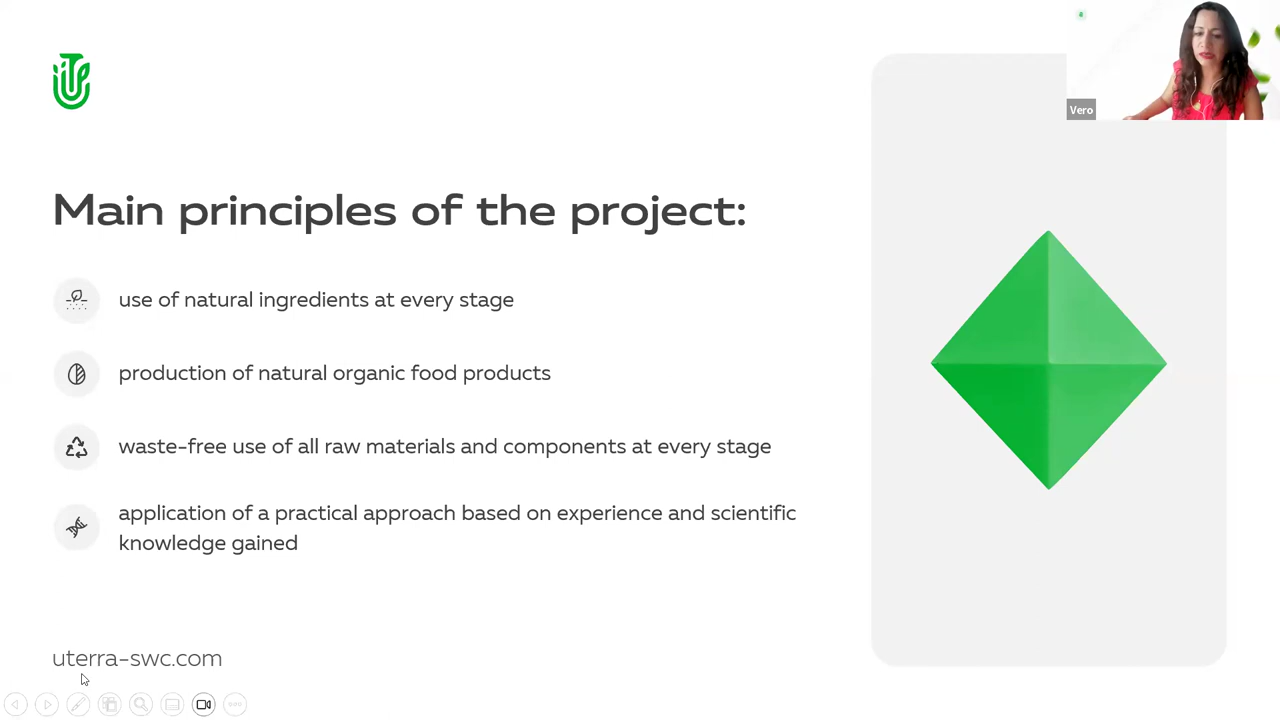 Vero
Main principles of the project:
use of natural ingredients at every stage
production of natural organic food products
waste-free use of all raw materials and components at every stage
application of a practical approach based on experience and scientific
knowledge gained
uterra-swc.com